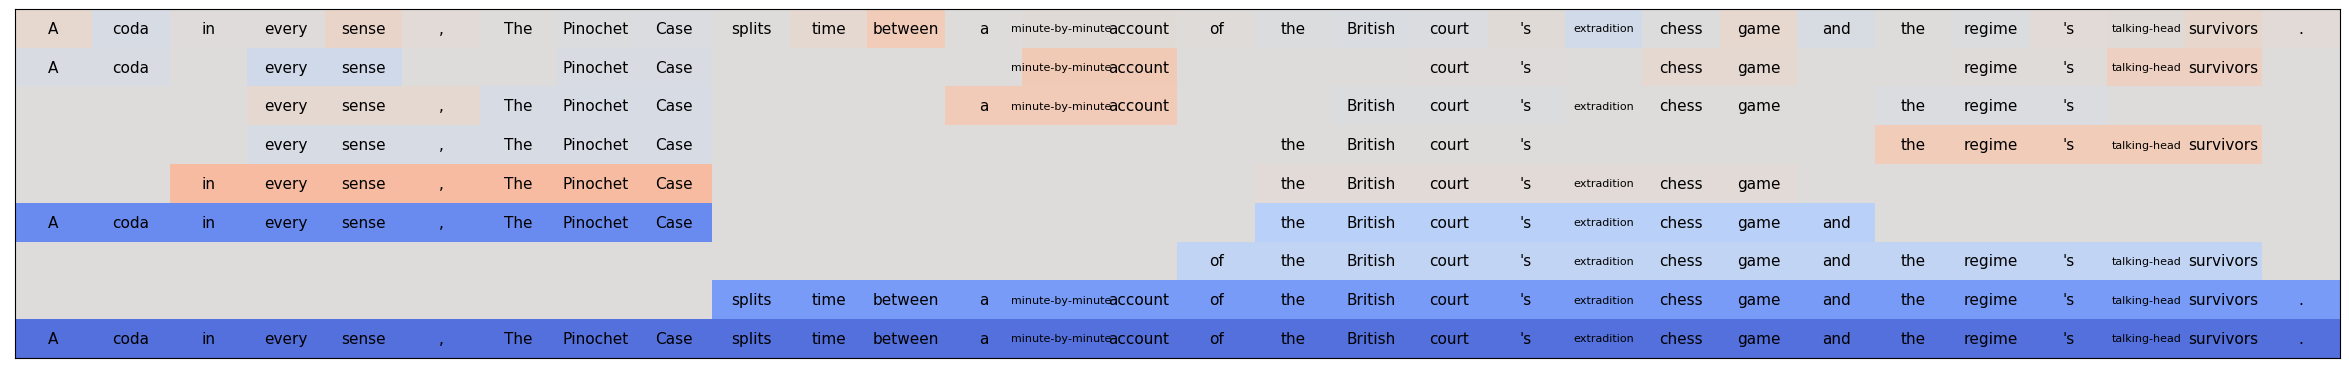 A coda in every sense , The Pinochet Case splits time between a minute-by-minute account of the British court 's extradition chess game and the regime 's talking-head survivors .
A coda every sense Pinochet Case minute-by-minute account court 's chess game regime 's talking-head survivors
every sense , The Pinochet Case a minute-by-minute account British court 's extradition chess game the regime 's
every sense , The Pinochet Case the British court 's the regime 's talking-head survivors
in every sense , The Pinochet Case the British court 's extradition chess game
A coda in every sense , The Pinochet Case the British court 's extradition chess game and
of the British court 's extradition chess game and the regime 's talking-head survivors
splits time between a minute-by-minute account of the British court 's extradition chess game and the regime 's talking-head survivors .
A coda in every sense , The Pinochet Case splits time between a minute-by-minute account of the British court 's extradition chess game and the regime 's talking-head survivors .